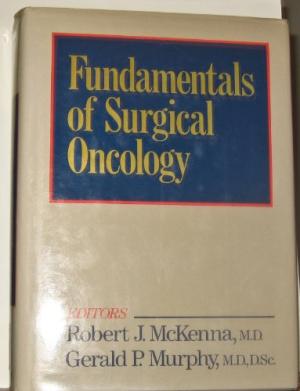 Fundamentals
of Surgical
Oncology
EDITORS
Robert J. McKenna, M.D.
Gerald P. Murphy, M.D., D.Sc.